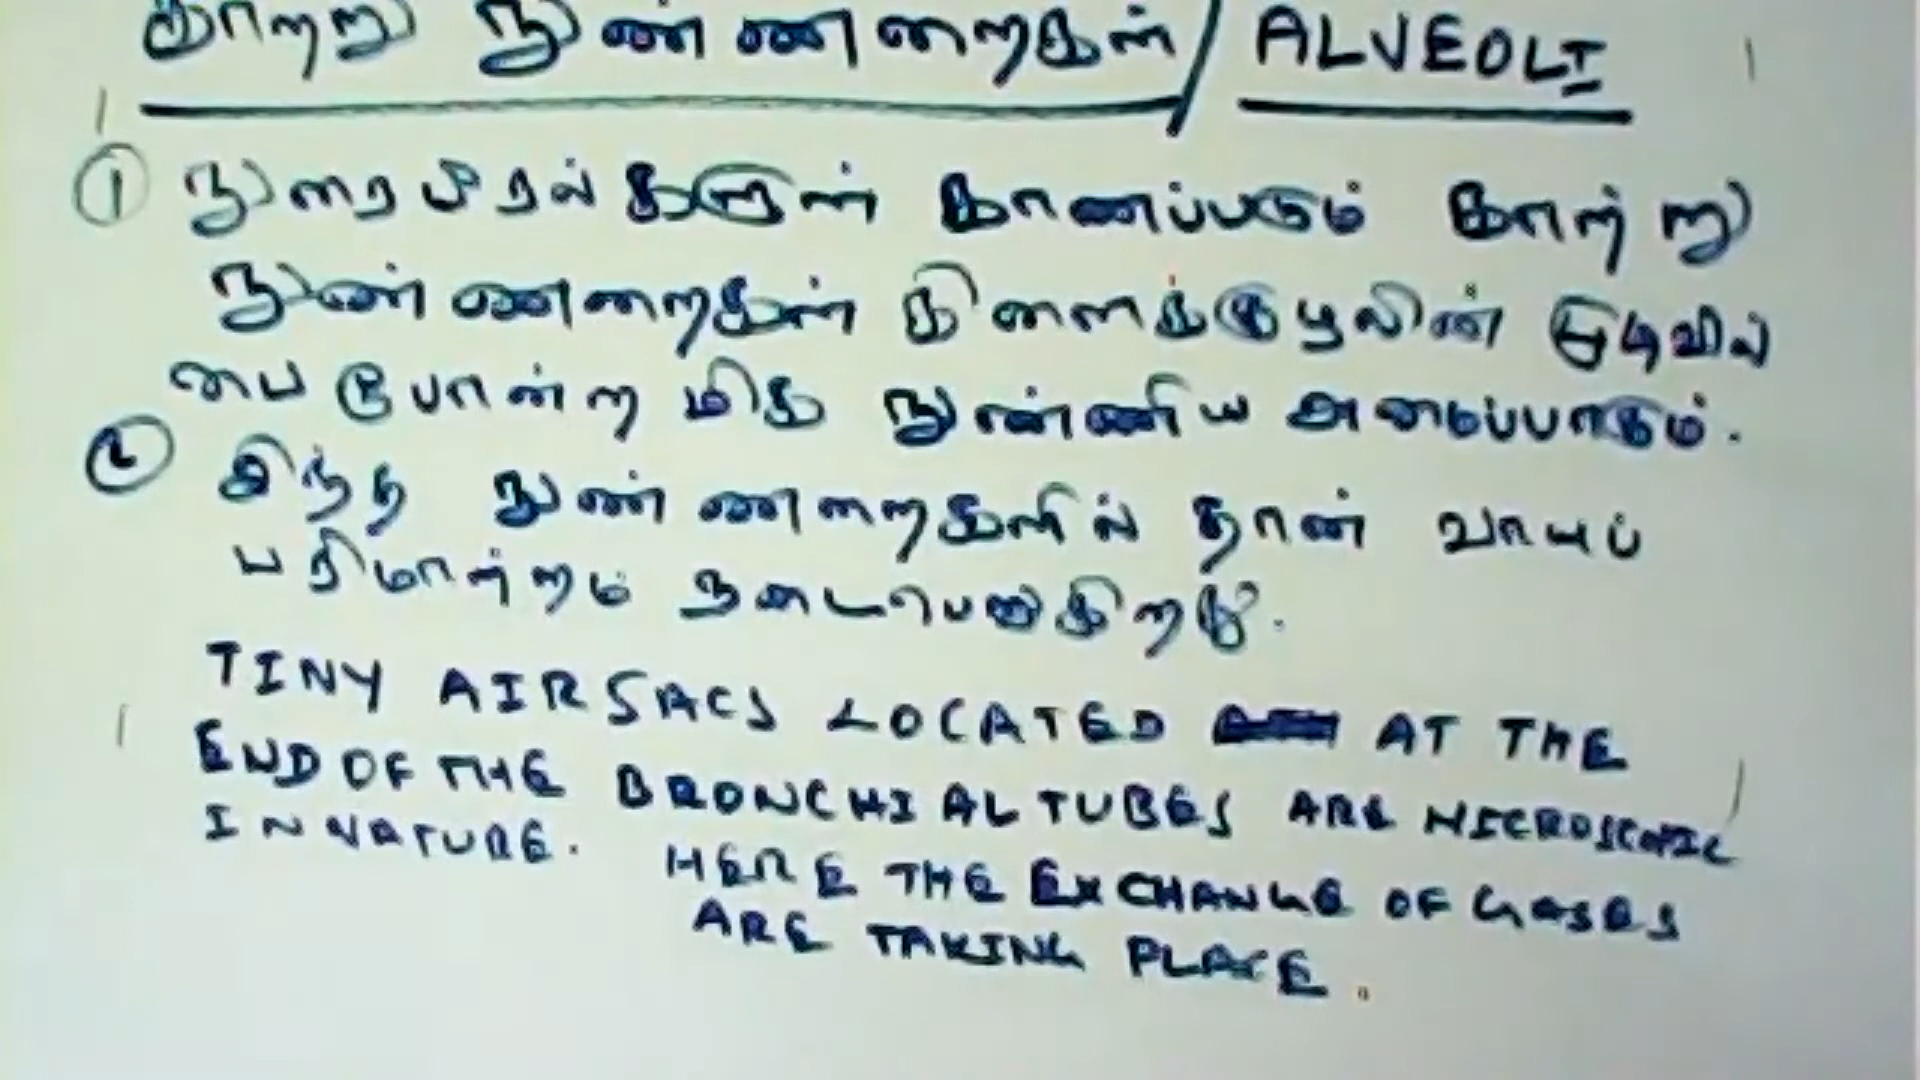 காற்று நுண்ணறைகள் / ALVEOLI
① நுரையீரல்களுள் காணப்படும் காற்று
நுண்ணறைகள் கிளைக்குழலின் முடிவில்
பை போன்ற மிக நுண்ணிய அமைப்பாகும்.
② இந்த நுண்ணறைகளில் தான் வாயுப்
பரிமாற்றம் நடைபெறுகிறது.
TINY AIRSACS LOCATED AT THE
END OF THE BRONCHIAL TUBES ARE MICROSCOPIC
IN NATURE. HERE THE EXCHANGE OF GASES
ARE TAKING PLACE.